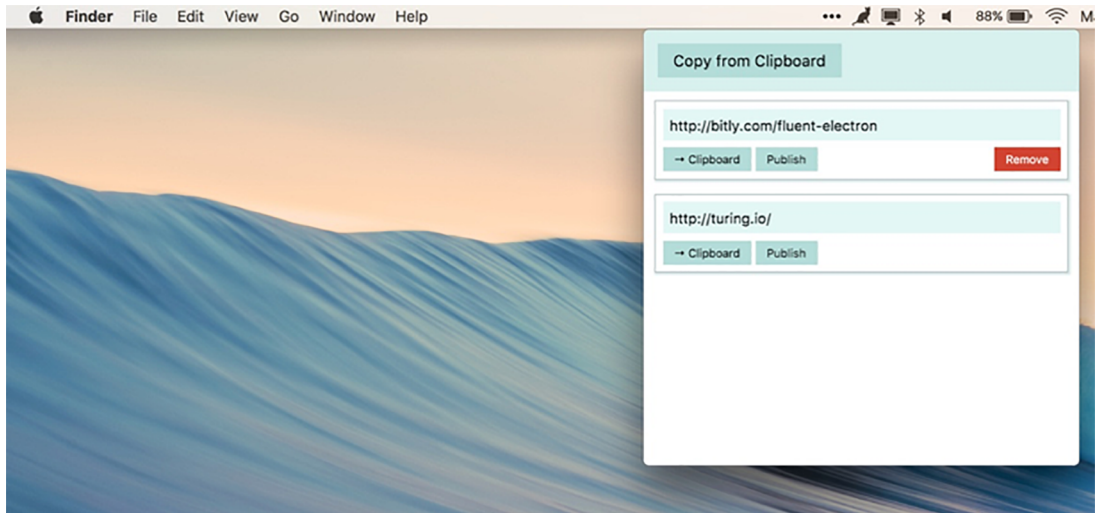 Finder File Edit View Go Window Help ••• 88% M
Copy from Clipboard
http://bitly.com/fluent-electron
→ Clipboard Publish Remove
http://turing.io/
→ Clipboard Publish